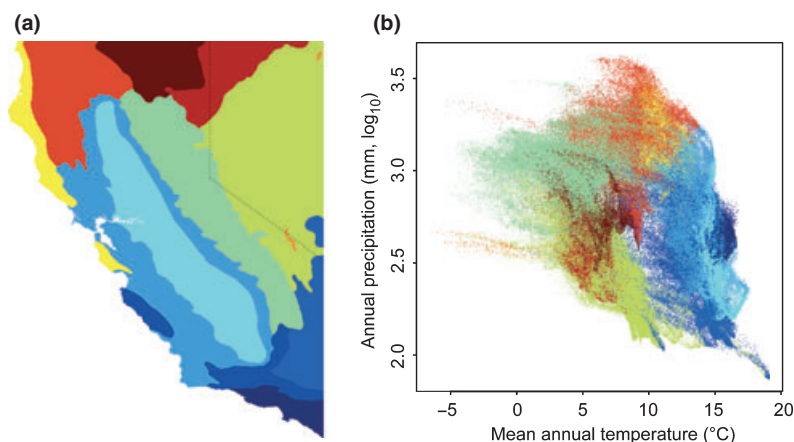 (a)
(b)
3.5
3.0
2.5
2.0
Annual precipitation (mm, log10)
−5 0 5 10 15 20
Mean annual temperature (°C)